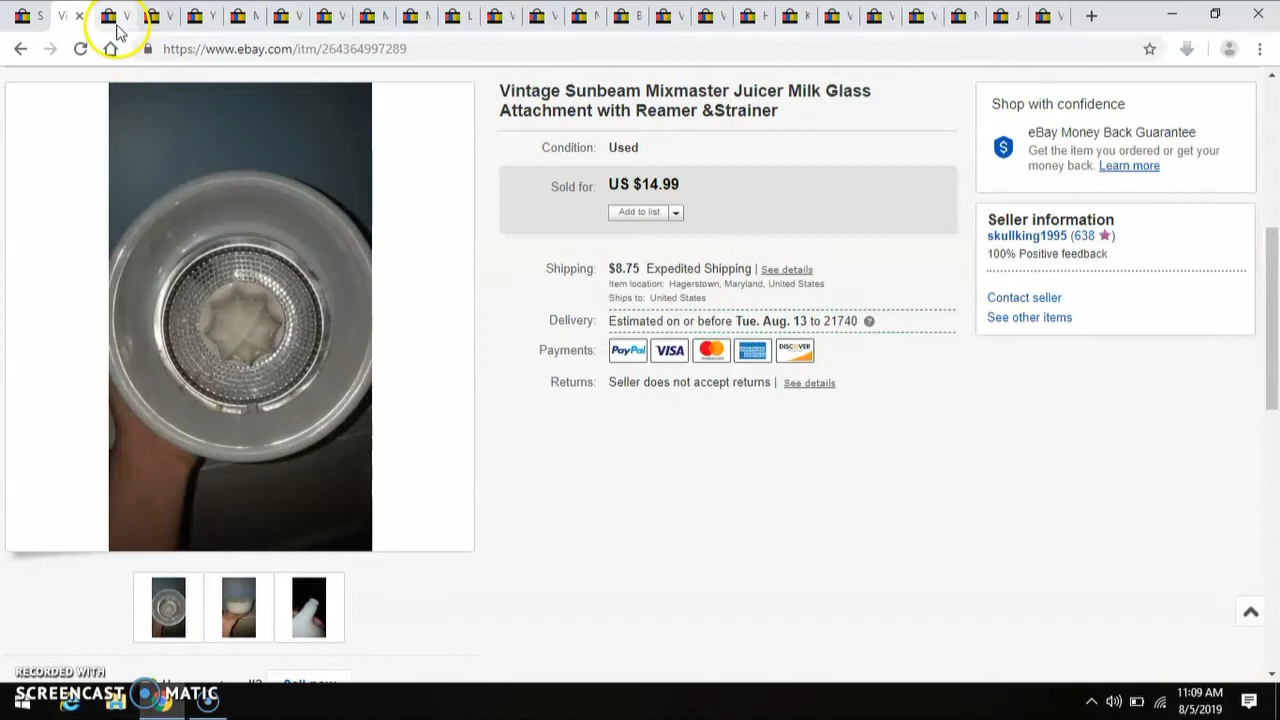 S
Vi
V
V
Y
M
V
V
M
M
L
V
V
N
B
V
V
H
K
V
V
V
N
J
V
https://www.ebay.com/itm/264364997289
Vintage Sunbeam Mixmaster Juicer Milk Glass
Attachment with Reamer &Strainer
Condition: Used
Sold for: US $14.99
Add to list
Shipping: $8.75 Expedited Shipping | See details
Item location: Hagerstown, Maryland, United States
Ships to: United States
Delivery: Estimated on or before Tue. Aug. 13 to 21740 ?
Payments: PayPal VISA MasterCard AMERICAN EXPRESS DISCOVER
Returns: Seller does not accept returns | See details
Shop with confidence
eBay Money Back Guarantee
Get the item you ordered or get your
money back. Learn more
Seller information
skullking1995 (638 )
100% Positive feedback
Contact seller
See other items
RECORDED WITH
SCREENCAST MATIC
11:09 AM
8/5/2019